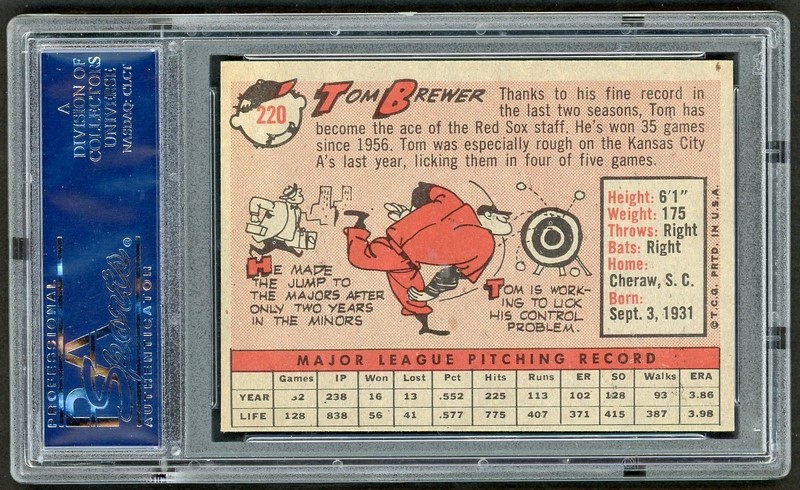 A
DIVISION OF
COLLECTORS
UNIVERSE
NASDAQ: CLCT
PROFESSIONAL
PSA
Sports
®
AUTHENTICATOR
220
TOM BREWER
Thanks to his fine record in
the last two seasons, Tom has
become the ace of the Red Sox staff. He's won 35 games
since 1956. Tom was especially rough on the Kansas City
A's last year, licking them in four of five games.
HE MADE
THE JUMP TO
THE MAJORS AFTER
ONLY TWO YEARS
IN THE MINORS
TOM IS WORK-
ING TO LICK
HIS CONTROL
PROBLEM.
Height: 6'1"
Weight: 175
Throws: Right
Bats: Right
Home:
Cheraw, S. C.
Born:
Sept. 3, 1931
© T.C.G. PRTD. IN U.S.A.
MAJOR LEAGUE PITCHING RECORD
Games IP Won Lost Pct Hits Runs ER SO Walks ERA
YEAR 238 16 13 .552 225 113 102 128 93 3.86
LIFE 128 838 56 41 .577 775 407 371 415 387 3.98